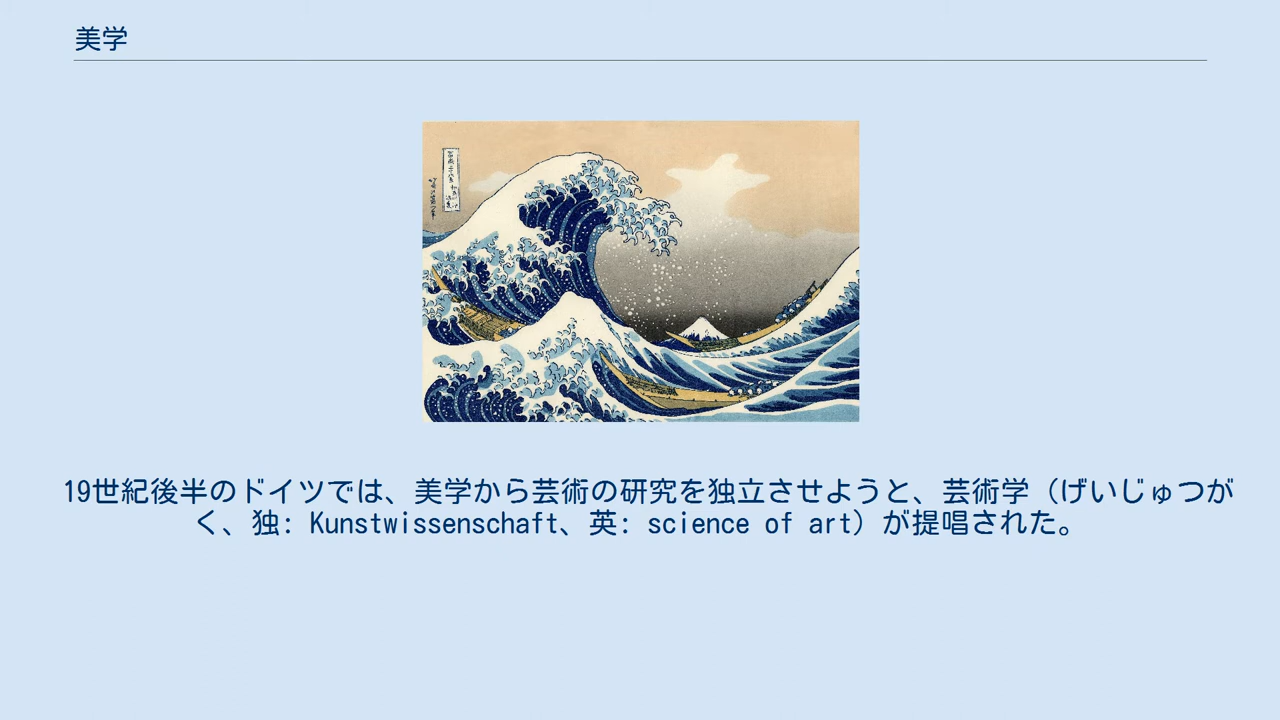 美学
19世紀後半のドイツでは、美学から芸術の研究を独立させようと、芸術学（げいじゅつが
く、独: Kunstwissenschaft、英: science of art）が提唱された。